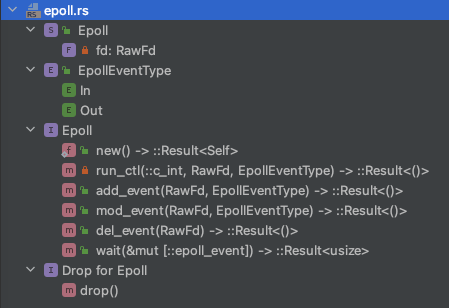 RS epoll.rs
S Epoll
F fd: RawFd
E EpollEventType
E In
E Out
I Epoll
f new() -> ::Result<Self>
m run_ctl(::c_int, RawFd, EpollEventType) -> ::Result<()>
m add_event(RawFd, EpollEventType) -> ::Result<()>
m mod_event(RawFd, EpollEventType) -> ::Result<()>
m del_event(RawFd) -> ::Result<()>
m wait(&mut [::epoll_event]) -> ::Result<usize>
I Drop for Epoll
m drop()